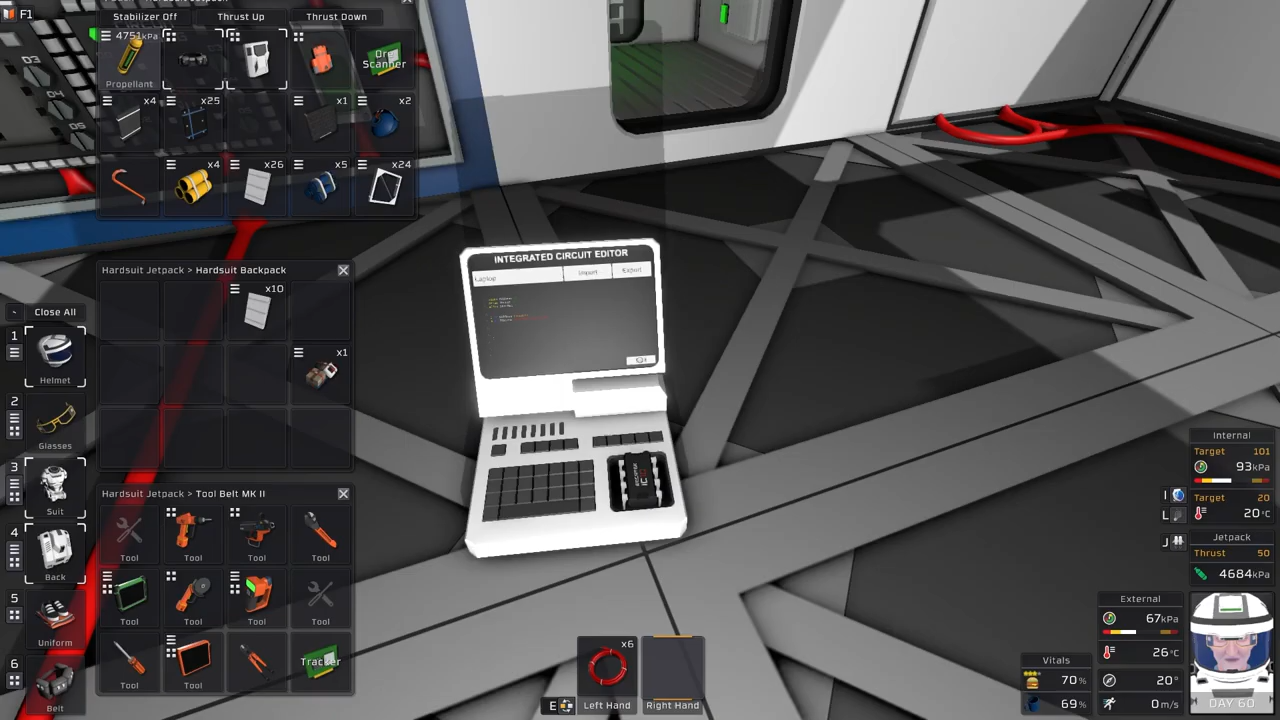 F1
Stabilizer Off
Thrust Up
Thrust Down
4751kPa
Propellant
Ore
Scanner
x4
x25
x1
x2
x4
x26
x5
x24
03
04
05
Hardsuit Jetpack > Hardsuit Backpack
x10
x1
Close All
1
Helmet
2
Glasses
3
Suit
4
Back
5
Uniform
6
Belt
Hardsuit Jetpack > Tool Belt MK II
Tool
Tool
Tool
Tool
Tool
Tool
Tool
Tool
Tool
Tool
Tool
Tracker
INTEGRATED CIRCUIT EDITOR
Laptop
Import
Export
x6
E
Left Hand
Right Hand
Internal
Target 101
93kPa
Target 20
20°C
I
L
J
Jetpack
Thrust 50
4684kPa
External
67kPa
26°C
20°
0m/s
Vitals
70%
69%
DAY 60